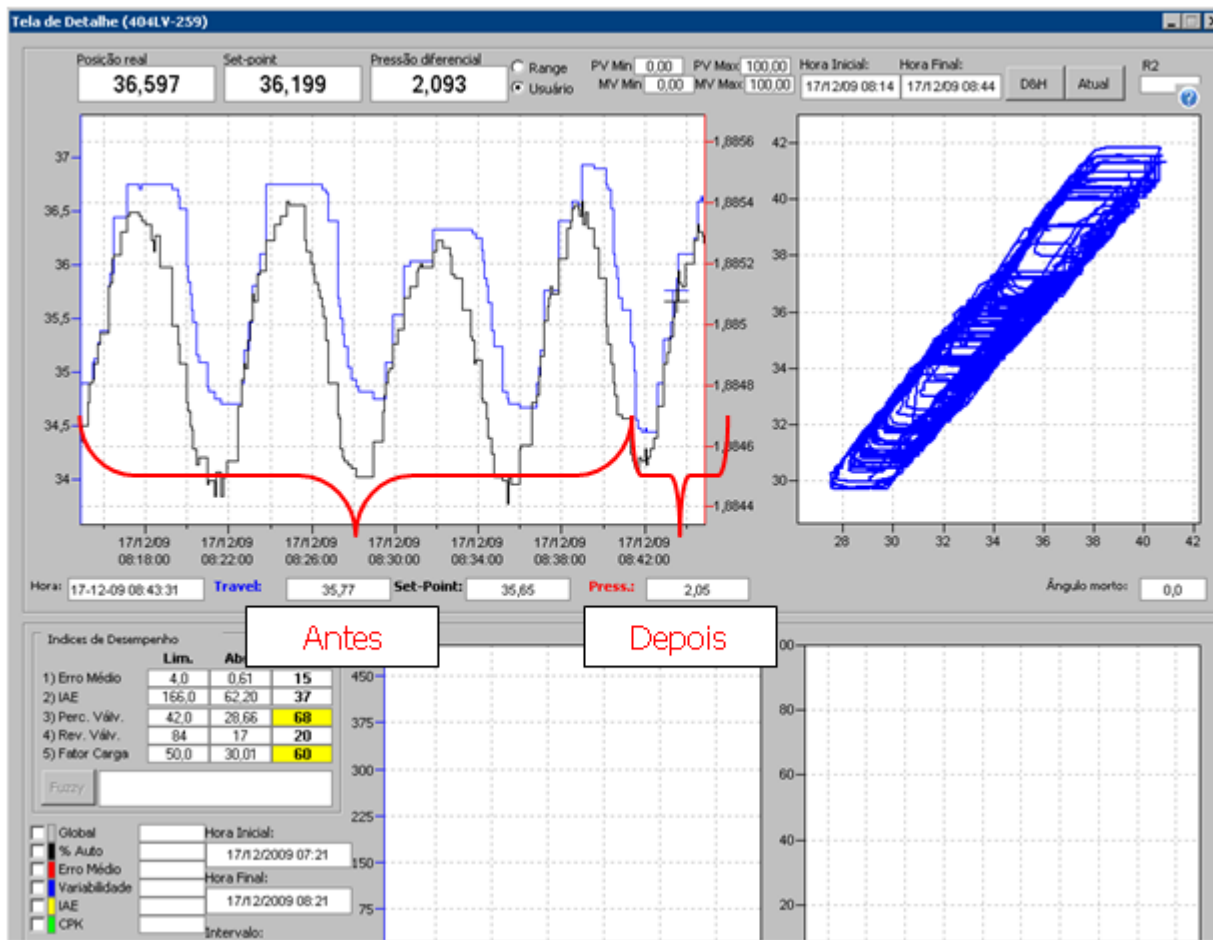 Tela de Detalhe (404LV-259)
Posição real Set-point Pressão diferencial
36,597 36,199 2,093
Range
Usuário
PV Min 0,00 PV Max 100,00
MV Min 0,00 MV Max 100,00
Hora Inicial: Hora Final:
17/12/09 08:14 17/12/09 08:44
D&H Atual
R2
?
37
36,5
36
35,5
35
34,5
34
1,8856
1,8854
1,8852
1,885
1,8848
1,8846
1,8844
17/12/09 17/12/09 17/12/09 17/12/09 17/12/09 17/12/09 17/12/09
08:18:00 08:22:00 08:26:00 08:30:00 08:34:00 08:38:00 08:42:00
42
40
38
36
34
32
30
28 30 32 34 36 38 40 42
Hora: 17-12-09 08:43:31 Travel: 35,77 Set-Point: 35,65 Press.: 2,05 Ângulo morto: 0,0
Antes Depois
Indices de Desempenho
Lim.
1) Erro Médio 4,0 0,61 15
2) IAE 166,0 62,20 37
3) Perc. Válv. 42,0 28,66 68
4) Rev. Válv. 84 17 20
5) Fator Carga 50,0 30,01 60
Fuzzy
Global
% Auto
Erro Médio
Variabilidade
IAE
CPK
Hora Inicial:
17/12/2009 07:21
Hora Final:
17/12/2009 08:21
Intervalo:
450
375
300
225
150
75
80
60
40
20